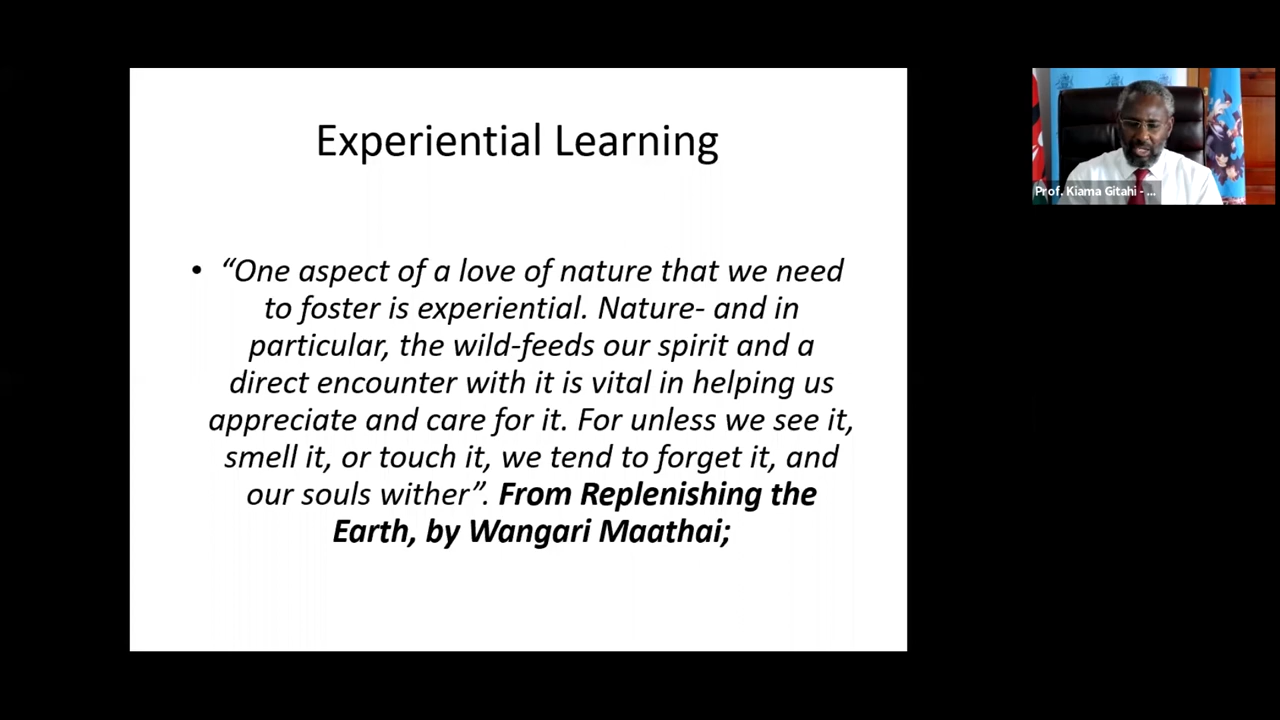 Experiential Learning
• “One aspect of a love of nature that we need
to foster is experiential. Nature- and in
particular, the wild-feeds our spirit and a
direct encounter with it is vital in helping us
appreciate and care for it. For unless we see it,
smell it, or touch it, we tend to forget it, and
our souls wither”. From Replenishing the
Earth, by Wangari Maathai;
Prof. Kiama Gitahi - ...